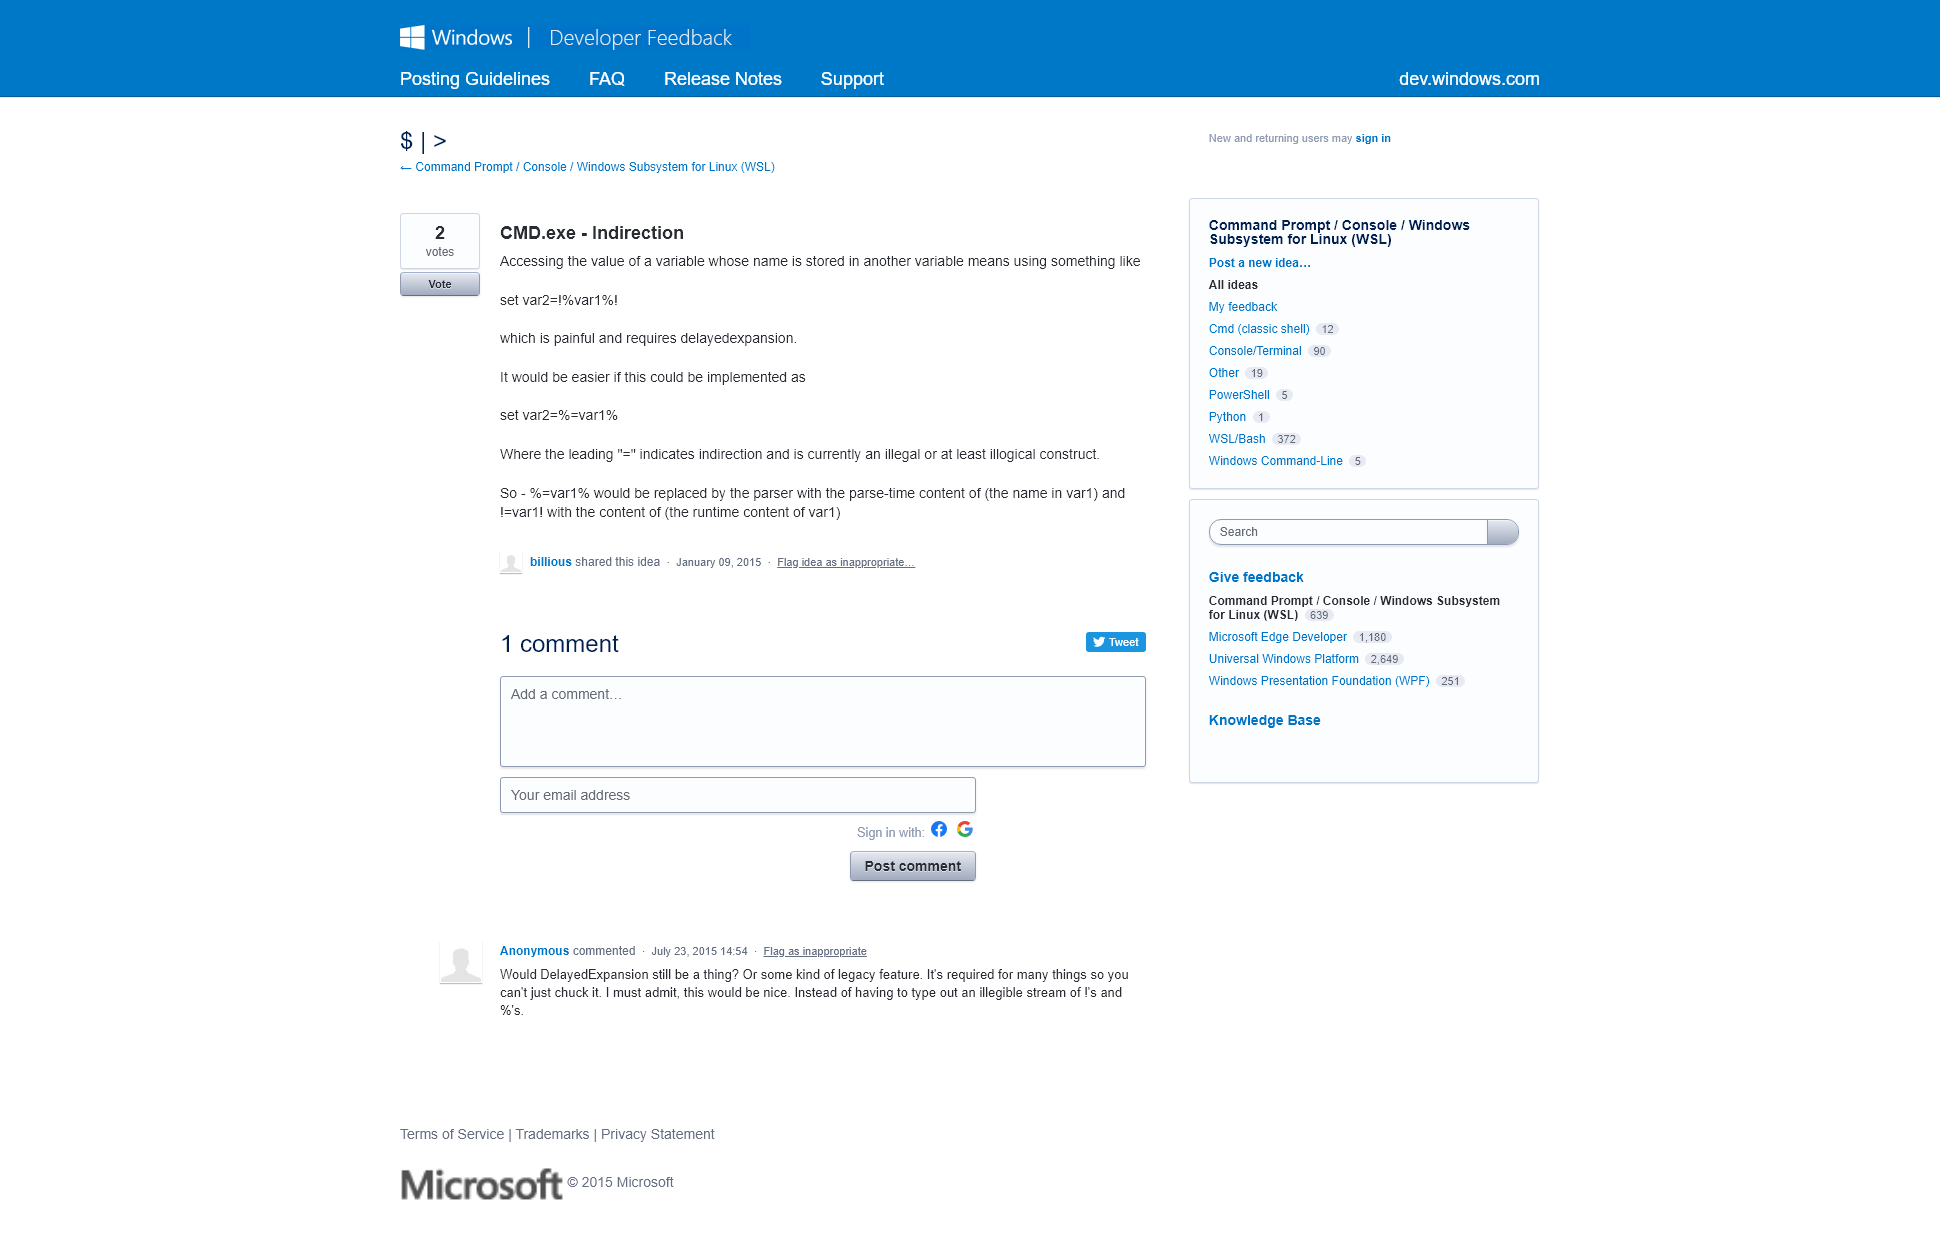 Windows | Developer Feedback
Posting Guidelines FAQ Release Notes Support dev.windows.com
$ | >
← Command Prompt / Console / Windows Subsystem for Linux (WSL)
New and returning users may sign in
2
votes
Vote
CMD.exe - Indirection
Accessing the value of a variable whose name is stored in another variable means using something like
set var2=!%var1%!
which is painful and requires delayedexpansion.
It would be easier if this could be implemented as
set var2=%=var1%
Where the leading "=" indicates indirection and is currently an illegal or at least illogical construct.
So - %=var1% would be replaced by the parser with the parse-time content of (the name in var1) and
!=var1! with the content of (the runtime content of var1)
billious shared this idea · January 09, 2015 · Flag idea as inappropriate…
1 comment
Tweet
Add a comment…
Your email address
Sign in with:
Post comment
Anonymous commented · July 23, 2015 14:54 · Flag as inappropriate
Would DelayedExpansion still be a thing? Or some kind of legacy feature. It's required for many things so you
can't just chuck it. I must admit, this would be nice. Instead of having to type out an illegible stream of !'s and
%'s.
Command Prompt / Console / Windows
Subsystem for Linux (WSL)
Post a new idea…
All ideas
My feedback
Cmd (classic shell) 12
Console/Terminal 90
Other 19
PowerShell 5
Python 1
WSL/Bash 372
Windows Command-Line 5
Search
Give feedback
Command Prompt / Console / Windows Subsystem
for Linux (WSL) 639
Microsoft Edge Developer 1,180
Universal Windows Platform 2,649
Windows Presentation Foundation (WPF) 251
Knowledge Base
Terms of Service | Trademarks | Privacy Statement
Microsoft © 2015 Microsoft